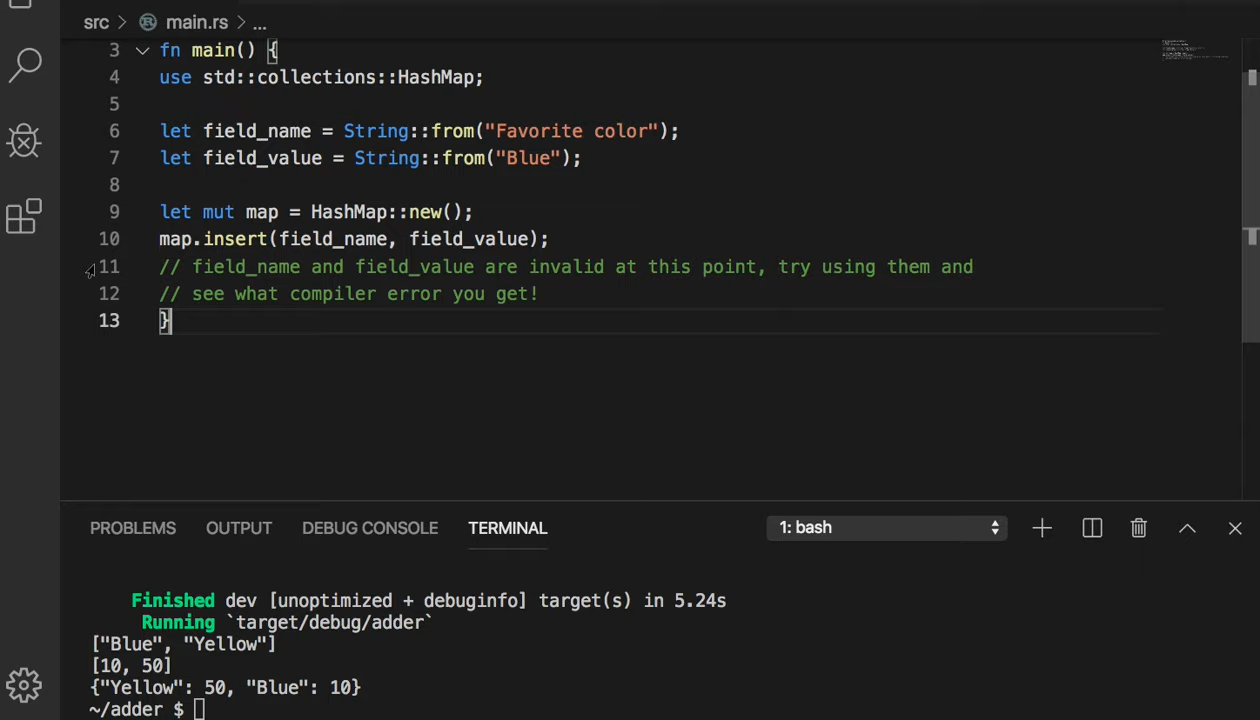 src > main.rs > ...
3 fn main() {
4 use std::collections::HashMap;
5
6 let field_name = String::from("Favorite color");
7 let field_value = String::from("Blue");
8
9 let mut map = HashMap::new();
10 map.insert(field_name, field_value);
11 // field_name and field_value are invalid at this point, try using them and
12 // see what compiler error you get!
13 }
PROBLEMS OUTPUT DEBUG CONSOLE TERMINAL 1: bash
Finished dev [unoptimized + debuginfo] target(s) in 5.24s
Running `target/debug/adder`
["Blue", "Yellow"]
[10, 50]
{"Yellow": 50, "Blue": 10}
~/adder $